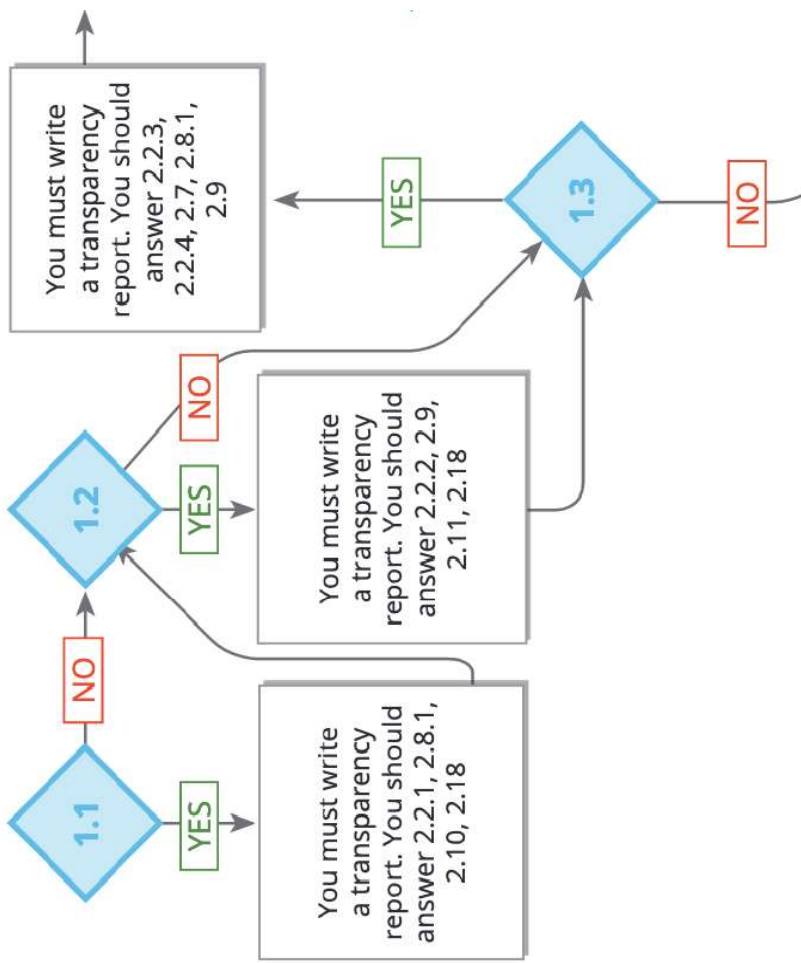 1.1
YES
You must write
a transparency
report. You should
answer 2.2.1, 2.8.1,
2.10, 2.18
NO
1.2
YES
You must write
a transparency
report. You should
answer 2.2.2, 2.9,
2.11, 2.18
NO
1.3
YES
You must write
a transparency
report. You should
answer 2.2.3,
2.2.4, 2.7, 2.8.1,
2.9
NO